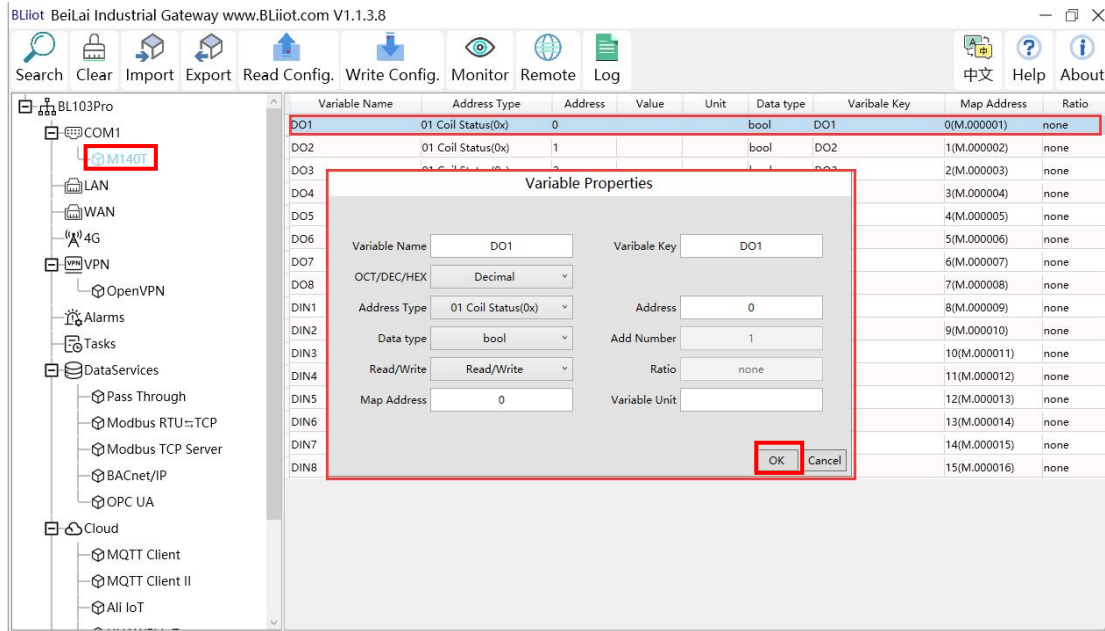 BLiiot BeiLai Industrial Gateway www.BLiiot.com V1.1.3.8
Search Clear Import Export Read Config. Write Config. Monitor Remote Log 中文 Help About
BL103Pro
COM1
M140T
LAN
WAN
4G
VPN
OpenVPN
Alarms
Tasks
DataServices
Pass Through
Modbus RTU⇆TCP
Modbus TCP Server
BACnet/IP
OPC UA
Cloud
MQTT Client
MQTT Client II
Ali IoT
Variable Name Address Type Address Value Unit Data type Varibale Key Map Address Ratio
DO1 01 Coil Status(0x) 0 bool DO1 0(M.000001) none
DO2 01 Coil Status(0x) 1 bool DO2 1(M.000002) none
DO3 2(M.000003) none
DO4 3(M.000004) none
DO5 4(M.000005) none
DO6 5(M.000006) none
DO7 6(M.000007) none
DO8 7(M.000008) none
DIN1 8(M.000009) none
DIN2 9(M.000010) none
DIN3 10(M.000011) none
DIN4 11(M.000012) none
DIN5 12(M.000013) none
DIN6 13(M.000014) none
DIN7 14(M.000015) none
DIN8 15(M.000016) none
Variable Properties
Variable Name DO1 Varibale Key DO1
OCT/DEC/HEX Decimal
Address Type 01 Coil Status(0x) Address 0
Data type bool Add Number 1
Read/Write Read/Write Ratio none
Map Address 0 Variable Unit
OK Cancel